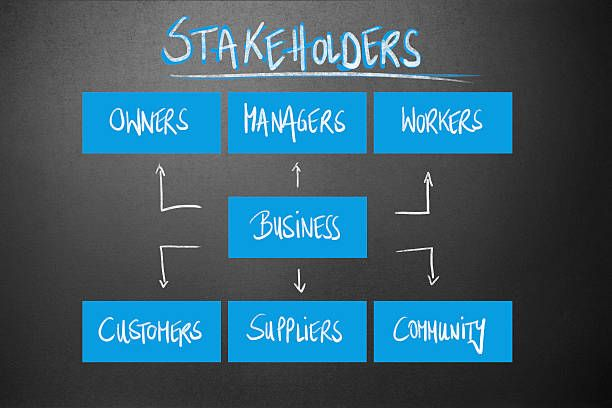 STAKEHOLDERS
OWNERS
MANAGERS
WORKERS
BUSINESS
CUSTOMERS
SUPPLIERS
COMMUNITY